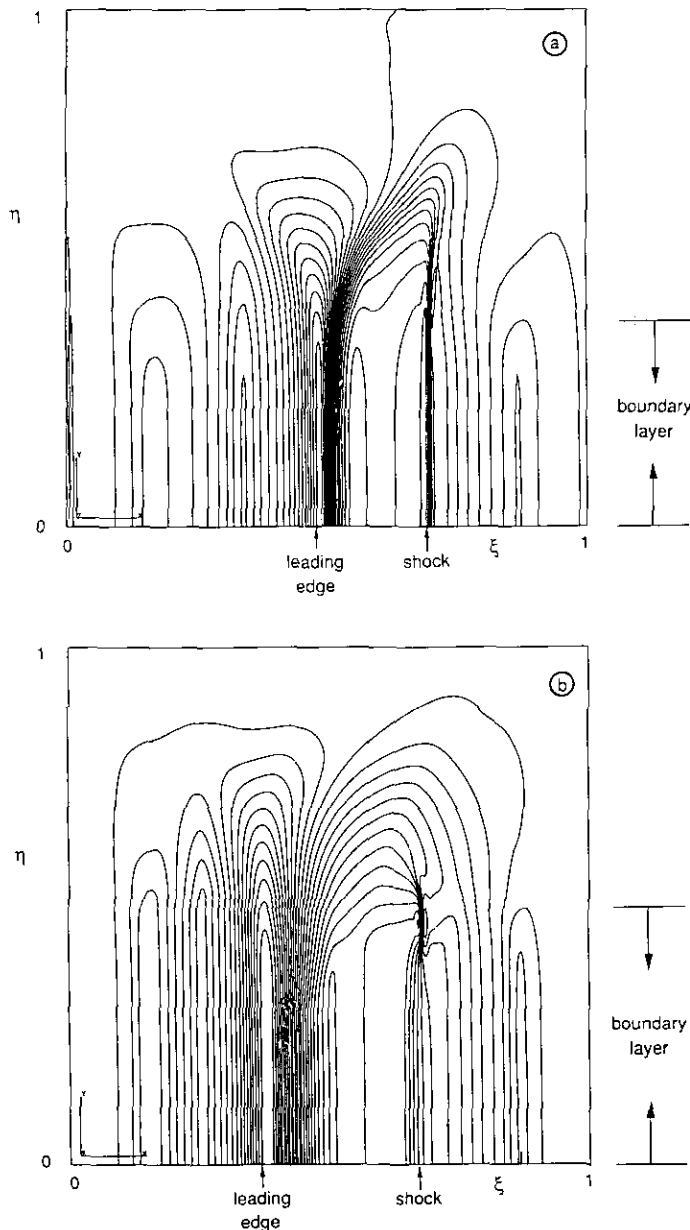 1
a
η
boundary
layer
0
0
leading
edge
shock
ξ
1
1
b
η
boundary
layer
0
0
leading
edge
shock
ξ
1